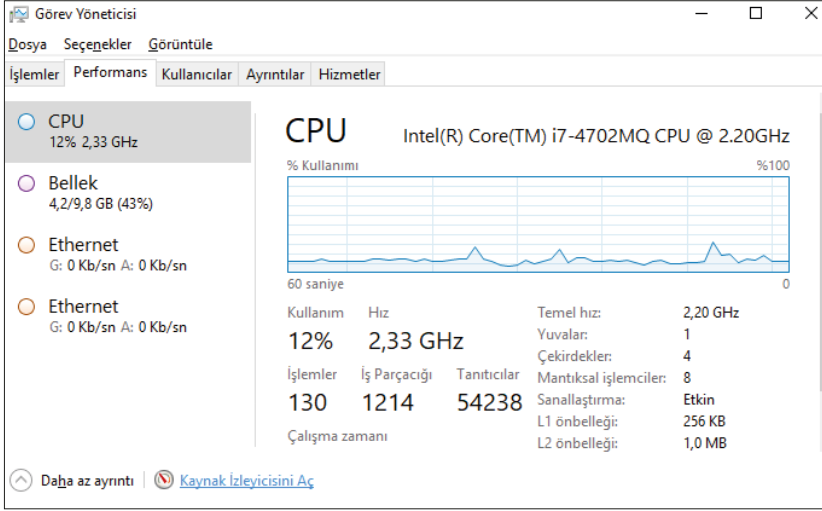 Görev Yöneticisi
Dosya Seçenekler Görüntüle
İşlemler Performans Kullanıcılar Ayrıntılar Hizmetler
CPU
12% 2,33 GHz
Bellek
4,2/9,8 GB (43%)
Ethernet
G: 0 Kb/sn A: 0 Kb/sn
Ethernet
G: 0 Kb/sn A: 0 Kb/sn
CPU Intel(R) Core(TM) i7-4702MQ CPU @ 2.20GHz
% Kullanımı %100
60 saniye 0
Kullanım Hız
12% 2,33 GHz
İşlemler İş Parçacığı Tanıtıcılar
130 1214 54238
Çalışma zamanı
Temel hız: 2,20 GHz
Yuvalar: 1
Çekirdekler: 4
Mantıksal işlemciler: 8
Sanallaştırma: Etkin
L1 önbelleği: 256 KB
L2 önbelleği: 1,0 MB
Daha az ayrıntı Kaynak İzleyicisini Aç